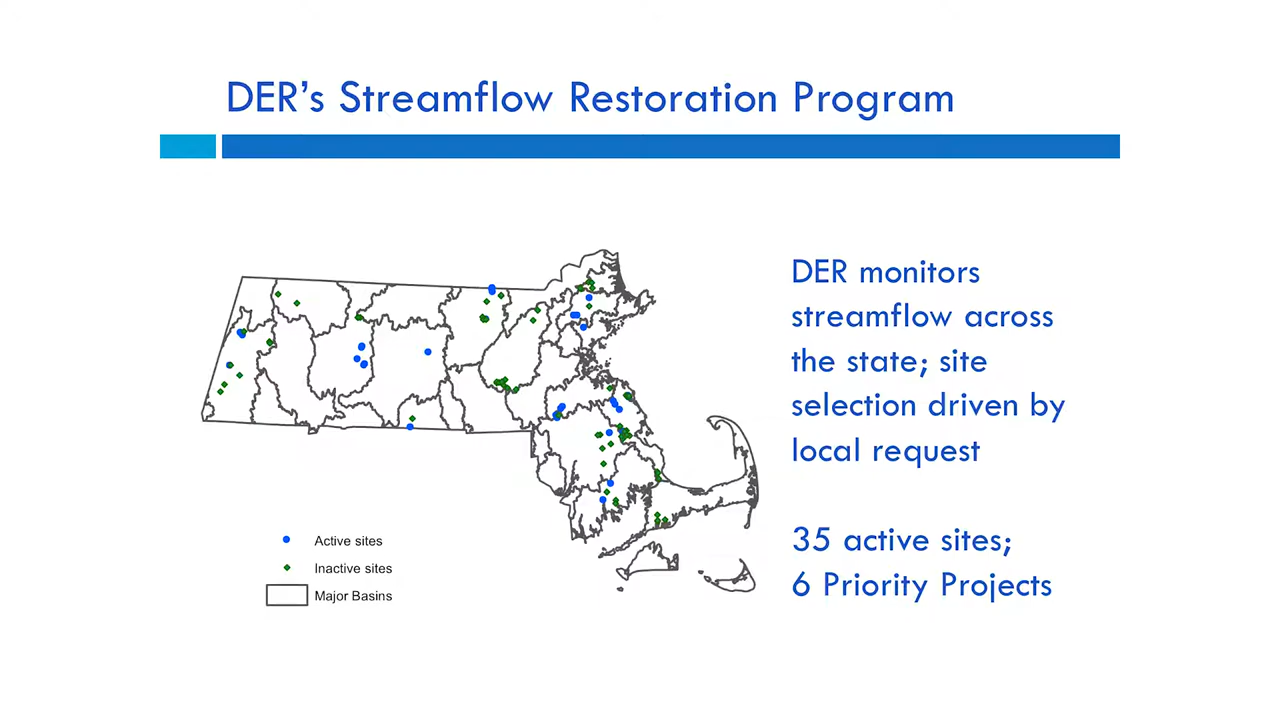 DER's Streamflow Restoration Program
DER monitors
streamflow across
the state; site
selection driven by
local request
35 active sites;
6 Priority Projects
Active sites
Inactive sites
Major Basins